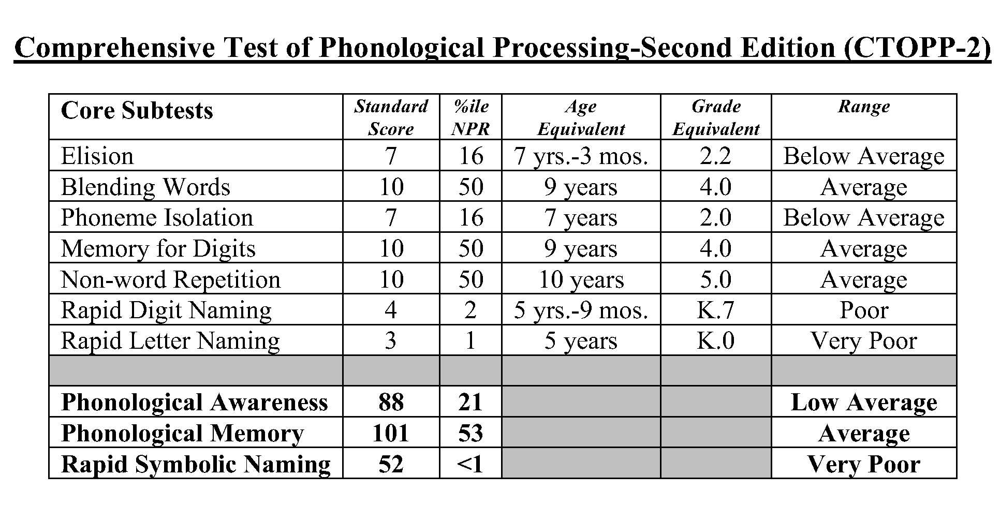 Comprehensive Test of Phonological Processing-Second Edition (CTOPP-2)
Core Subtests Standard Score %ile NPR Age Equivalent Grade Equivalent Range
Elision 7 16 7 yrs.-3 mos. 2.2 Below Average
Blending Words 10 50 9 years 4.0 Average
Phoneme Isolation 7 16 7 years 2.0 Below Average
Memory for Digits 10 50 9 years 4.0 Average
Non-word Repetition 10 50 10 years 5.0 Average
Rapid Digit Naming 4 2 5 yrs.-9 mos. K.7 Poor
Rapid Letter Naming 3 1 5 years K.0 Very Poor
Phonological Awareness 88 21 Low Average
Phonological Memory 101 53 Average
Rapid Symbolic Naming 52 <1 Very Poor